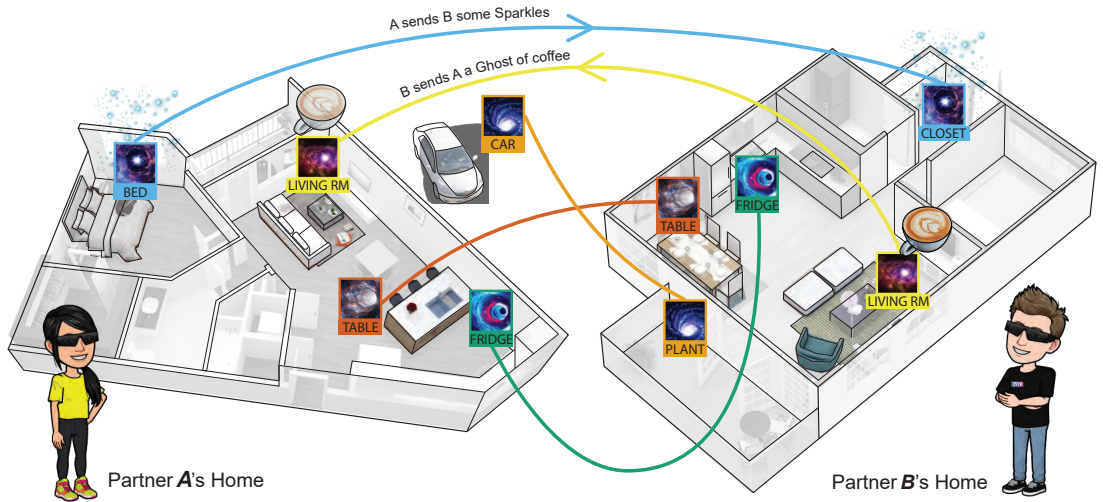 A sends B some Sparkles
B sends A a Ghost of coffee
BED
LIVING RM
CAR
CLOSET
TABLE
FRIDGE
TABLE
FRIDGE
LIVING RM
PLANT
Partner A's Home
Partner B's Home